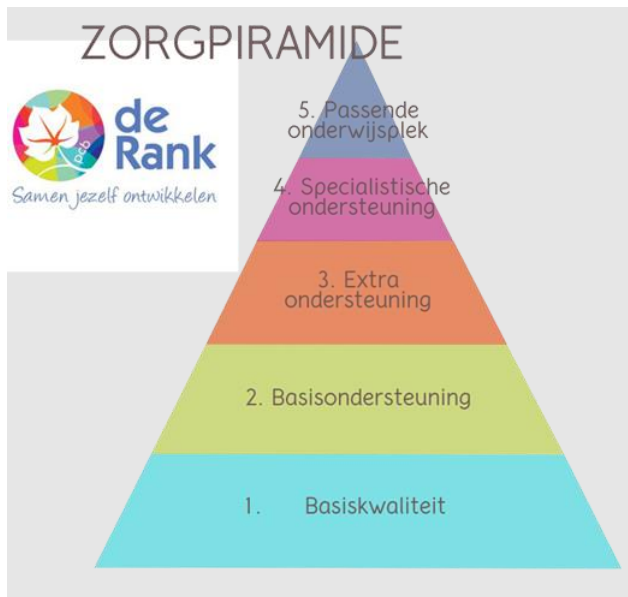 ZORGPIRAMIDE
de
Rank
pcb
Samen jezelf ontwikkelen
5. Passende
onderwijsplek
4. Specialistische
ondersteuning
3. Extra
ondersteuning
2. Basisondersteuning
1. Basiskwaliteit